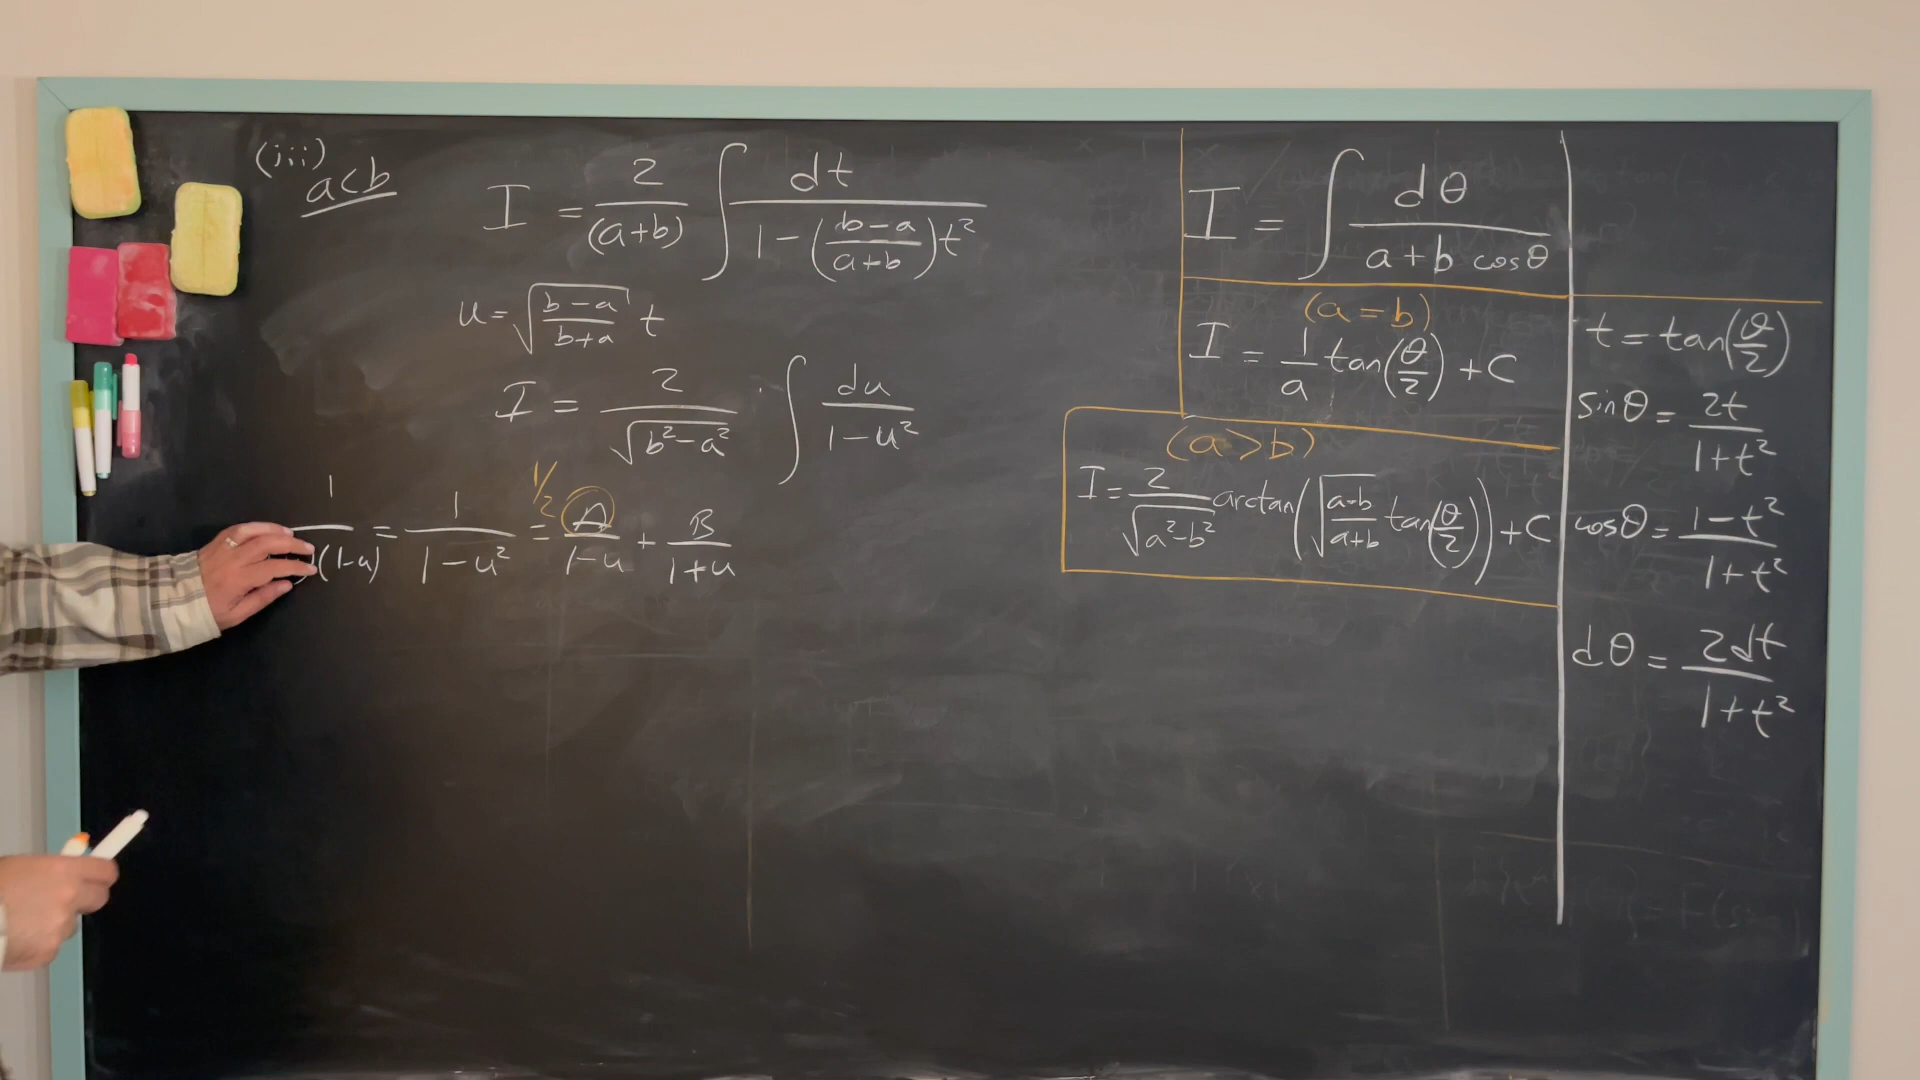 (iii) a<b
I = 2/(a+b) ∫ dt/(1-((b-a)/(a+b))t²)
u=√((b-a)/(b+a)) t
I = 2/√(b²-a²) · ∫ du/(1-u²)
1/2
1/ (1-u) = 1/(1-u²) = A/(1-u) + B/(1+u)
I = ∫ dθ/(a+b cosθ)
(a=b)
I = 1/a tan(θ/2) +C
(a>b)
I = 2/√(a²-b²) arctan(√((a-b)/(a+b)) tan(θ/2)) +C
t = tan(θ/2)
sinθ = 2t/(1+t²)
cosθ = (1-t²)/(1+t²)
dθ = 2dt/(1+t²)